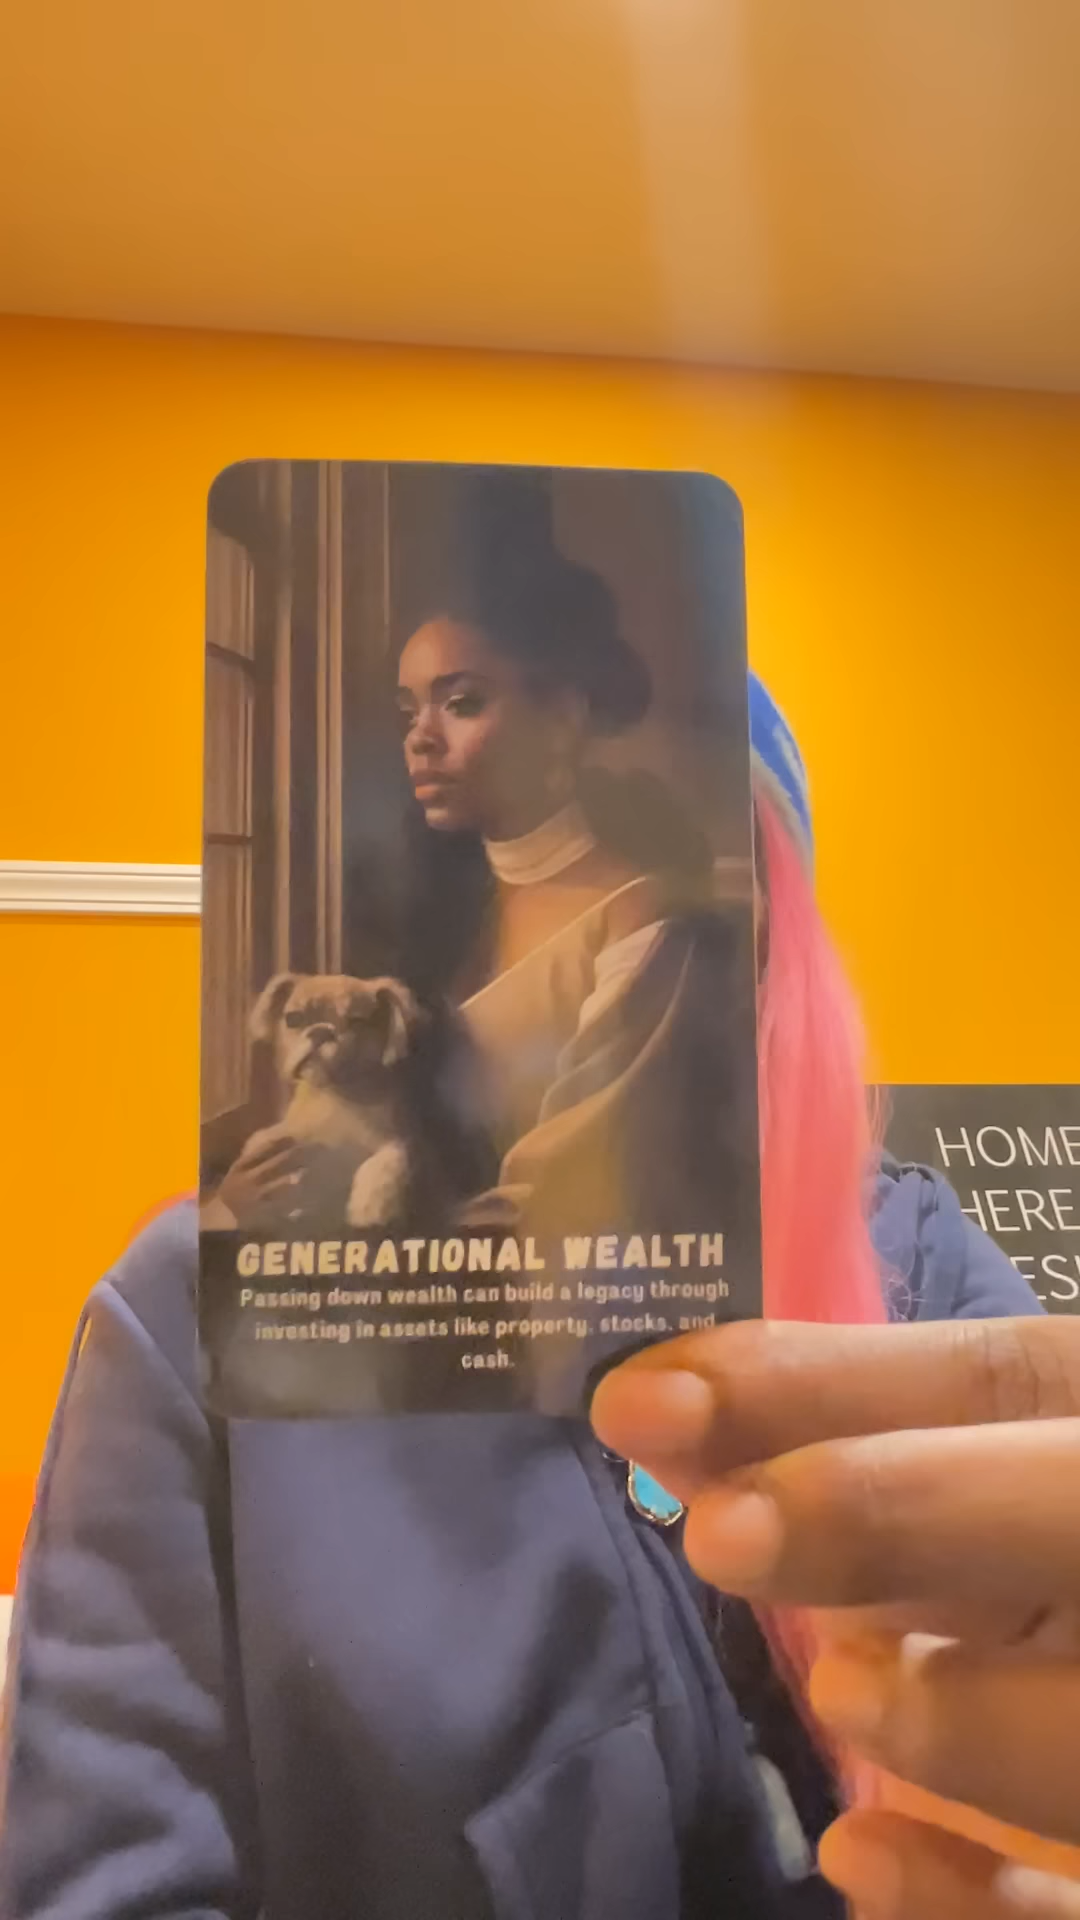 GENERATIONAL WEALTH
Passing down wealth can build a legacy through
investing in assets like property, stocks, and
cash.
HOME
HERE